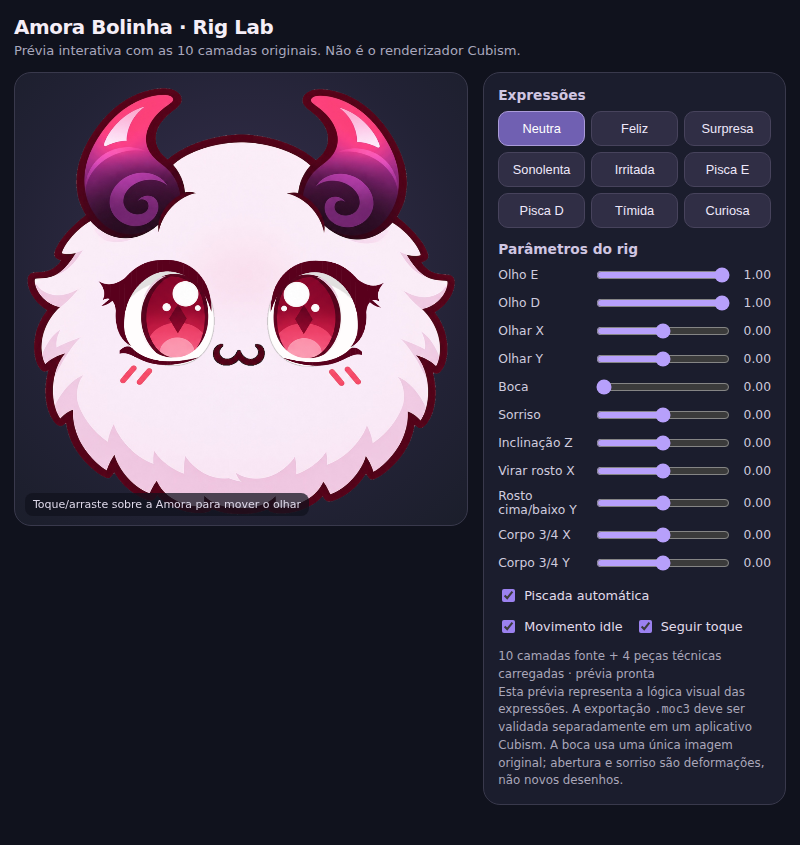 Amora Bolinha · Rig Lab
Prévia interativa com as 10 camadas originais. Não é o renderizador Cubism.
Toque/arraste sobre a Amora para mover o olhar
Expressões
Neutra Feliz Surpresa
Sonolenta Irritada Pisca E
Pisca D Tímida Curiosa
Parâmetros do rig
Olho E 1.00
Olho D 1.00
Olhar X 0.00
Olhar Y 0.00
Boca 0.00
Sorriso 0.00
Inclinação Z 0.00
Virar rosto X 0.00
Rosto
cima/baixo Y 0.00
Corpo 3/4 X 0.00
Corpo 3/4 Y 0.00
Piscada automática
Movimento idle Seguir toque
10 camadas fonte + 4 peças técnicas
carregadas · prévia pronta
Esta prévia representa a lógica visual das
expressões. A exportação .moc3 deve ser
validada separadamente em um aplicativo
Cubism. A boca usa uma única imagem
original; abertura e sorriso são deformações,
não novos desenhos.